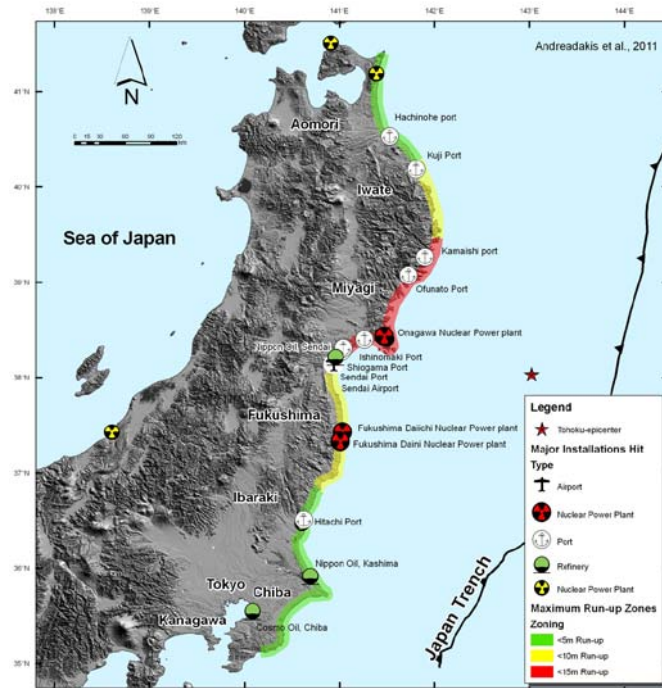 138°E
139°E
140°E
141°E
142°E
143°E
144°E
Andreadakis et al., 2011
N
41°N
40°N
39°N
38°N
37°N
36°N
35°N
Aomori
Hachinohe port
Kuji Port
Iwate
Sea of Japan
Kamaishi port
Miyagi
Ofunato Port
Onagawa Nuclear Power plant
Nippon Oil, Sendai
Ishinomaki Port
Shiogama Port
Sendai Port
Sendai Airport
Fukushima
Fukushima Daiichi Nuclear Power plant
Fukushima Daini Nuclear Power plant
Ibaraki
Hitachi Port
Nippon Oil, Kashima
Tokyo
Chiba
Kanagawa
Cosmo Oil, Chiba
Japan Trench
Legend
Tohoku-epicenter
Major Installations Hit
Type
Airport
Nuclear Power Plant
Port
Refinery
Nuclear Power Plant
Maximum Run-up Zones
Zoning
<5m Run-up
<10m Run-up
<15m Run-up